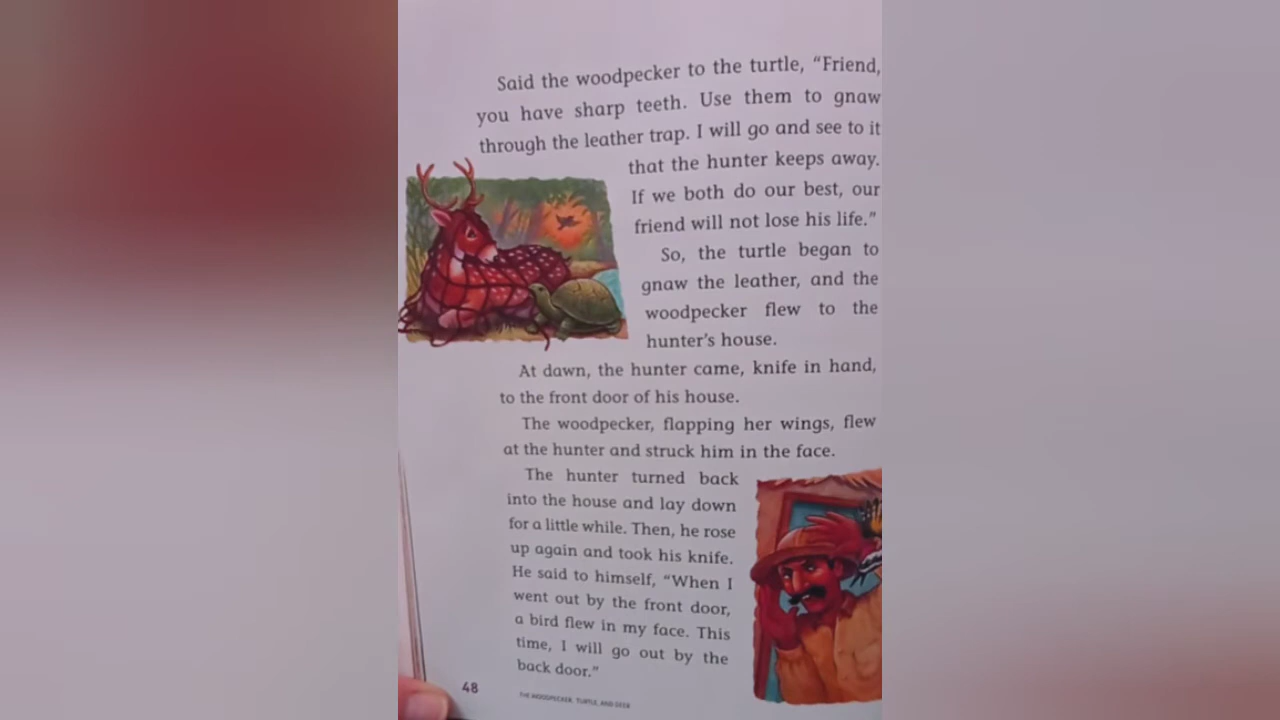 Said the woodpecker to the turtle, “Friend,
you have sharp teeth. Use them to gnaw
through the leather trap. I will go and see to it
that the hunter keeps away.
If we both do our best, our
friend will not lose his life.”
So, the turtle began to
gnaw the leather, and the
woodpecker flew to the
hunter’s house.
At dawn, the hunter came, knife in hand,
to the front door of his house.
The woodpecker, flapping her wings, flew
at the hunter and struck him in the face.
The hunter turned back
into the house and lay down
for a little while. Then, he rose
up again and took his knife.
He said to himself, “When I
went out by the front door,
a bird flew in my face. This
time, I will go out by the
back door.”
48
THE WOODPECKER, TURTLE, AND DEER